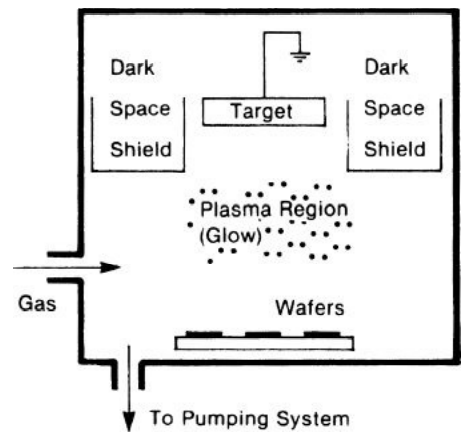 Dark
Space
Shield
Target
Dark
Space
Shield
Plasma Region
(Glow)
Gas
Wafers
To Pumping System